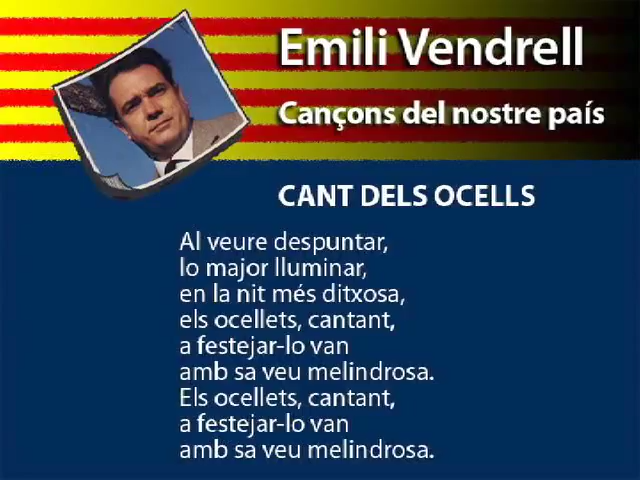 Emili Vendrell
Cançons del nostre país
CANT DELS OCELLS
Al veure despuntar,
lo major lluminar,
en la nit més ditxosa,
els ocellets, cantant,
a festejar-lo van
amb sa veu melindrosa.
Els ocellets, cantant,
a festejar-lo van
amb sa veu melindrosa.